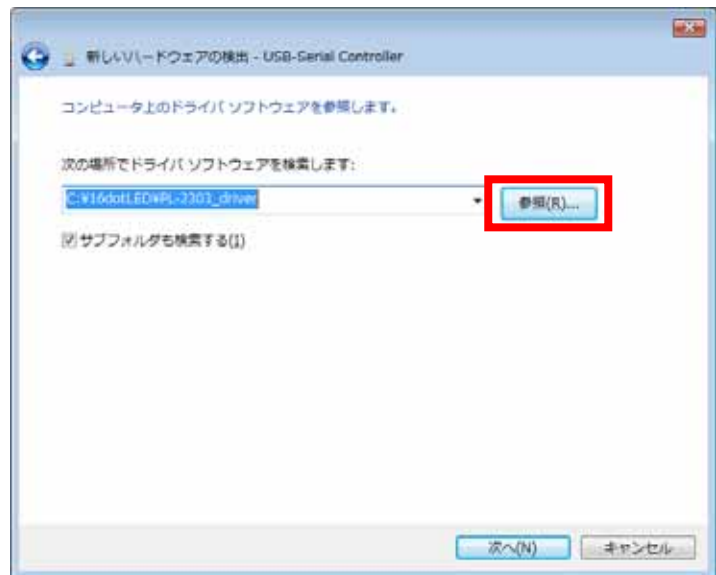 新しいハードウェアの検出 - USB-Serial Controller
コンピュータ上のドライバ ソフトウェアを参照します。
次の場所でドライバ ソフトウェアを検索します:
C:¥16dotLED¥PL-2303_driver
参照(R)...
サブフォルダも検索する(I)
次へ(N)
キャンセル